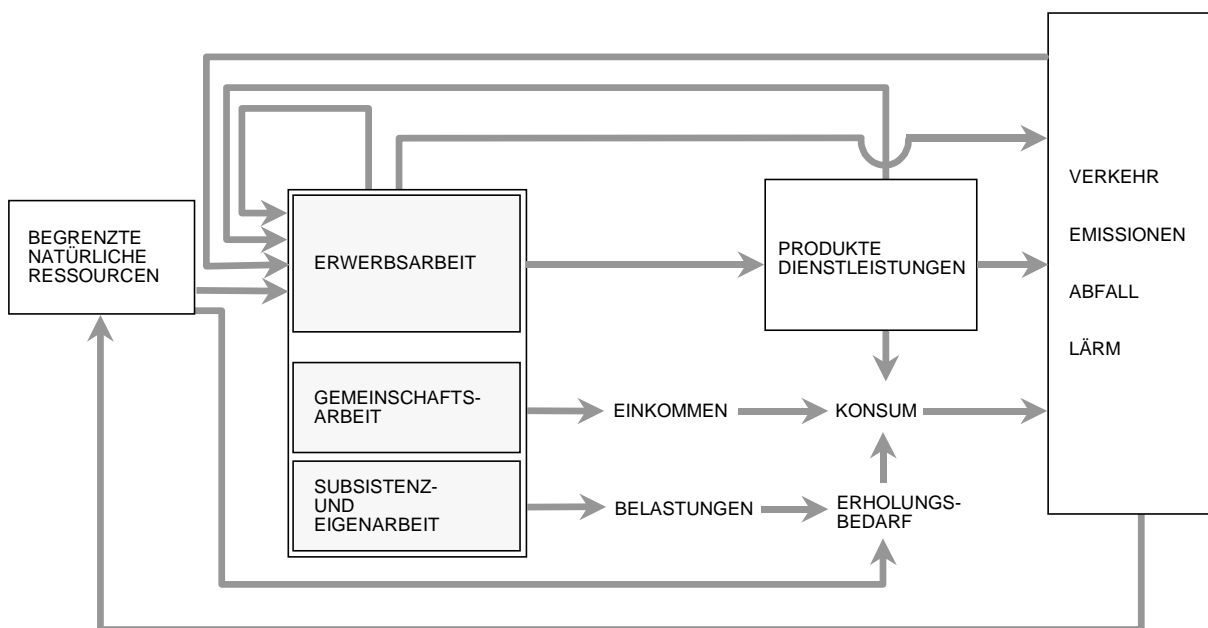 BEGRENZTE
NATÜRLICHE
RESSOURCEN
ERWERBSARBEIT
GEMEINSCHAFTS-
ARBEIT
SUBSISTENZ-
UND
EIGENARBEIT
PRODUKTE
DIENSTLEISTUNGEN
EINKOMMEN
KONSUM
BELASTUNGEN
ERHOLUNGS-
BEDARF
VERKEHR
EMISSIONEN
ABFALL
LÄRM